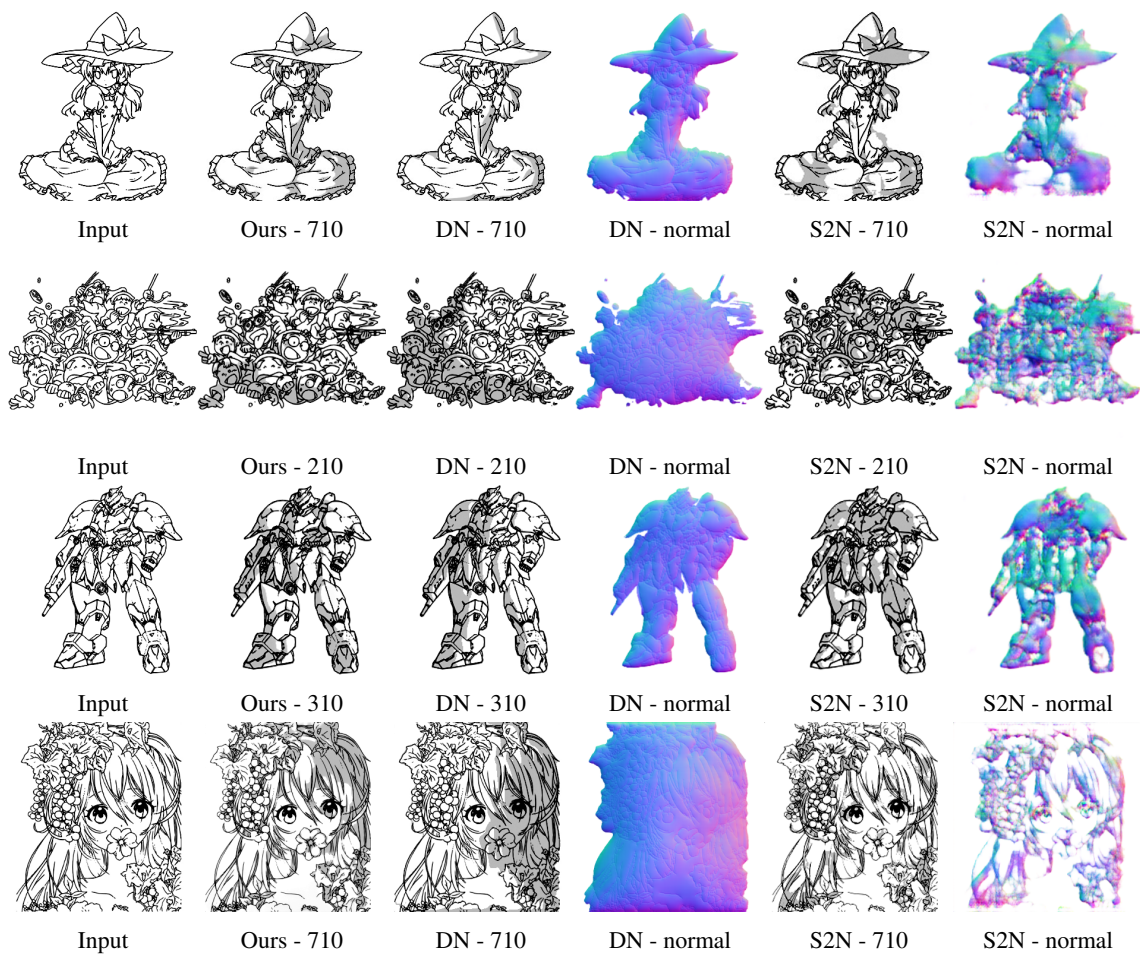 Input Ours - 710 DN - 710 DN - normal S2N - 710 S2N - normal
Input Ours - 210 DN - 210 DN - normal S2N - 210 S2N - normal
Input Ours - 310 DN - 310 DN - normal S2N - 310 S2N - normal
Input Ours - 710 DN - 710 DN - normal S2N - 710 S2N - normal